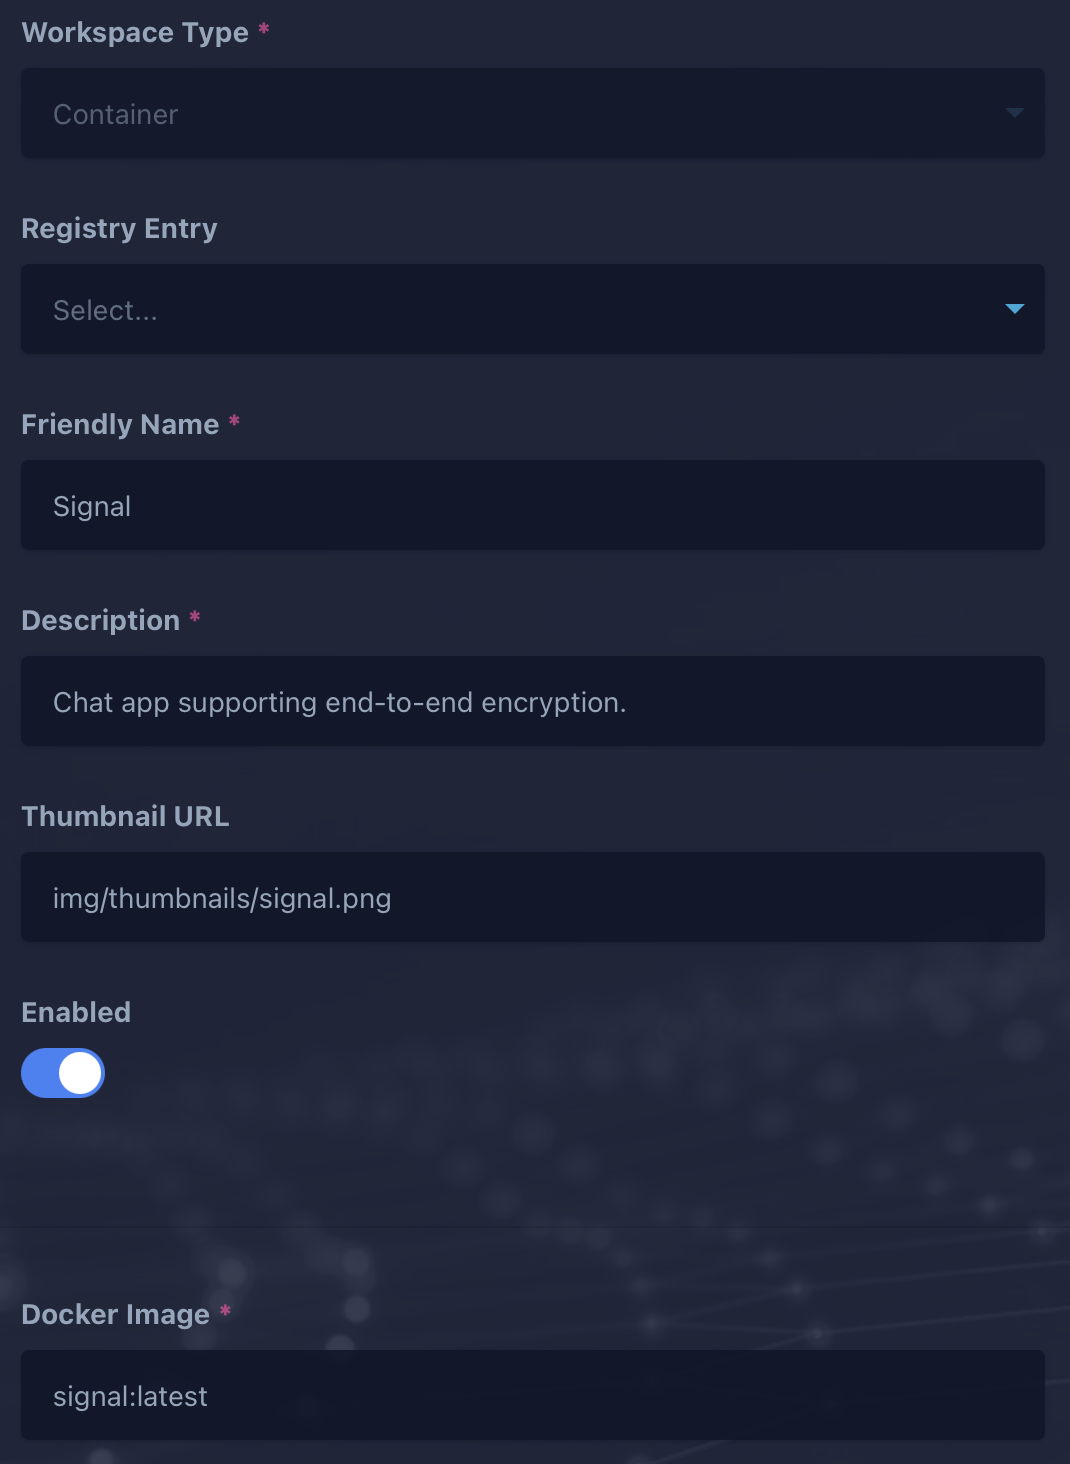 Workspace Type *
Container
Registry Entry
Select...
Friendly Name *
Signal
Description *
Chat app supporting end-to-end encryption.
Thumbnail URL
img/thumbnails/signal.png
Enabled
Docker Image *
signal:latest